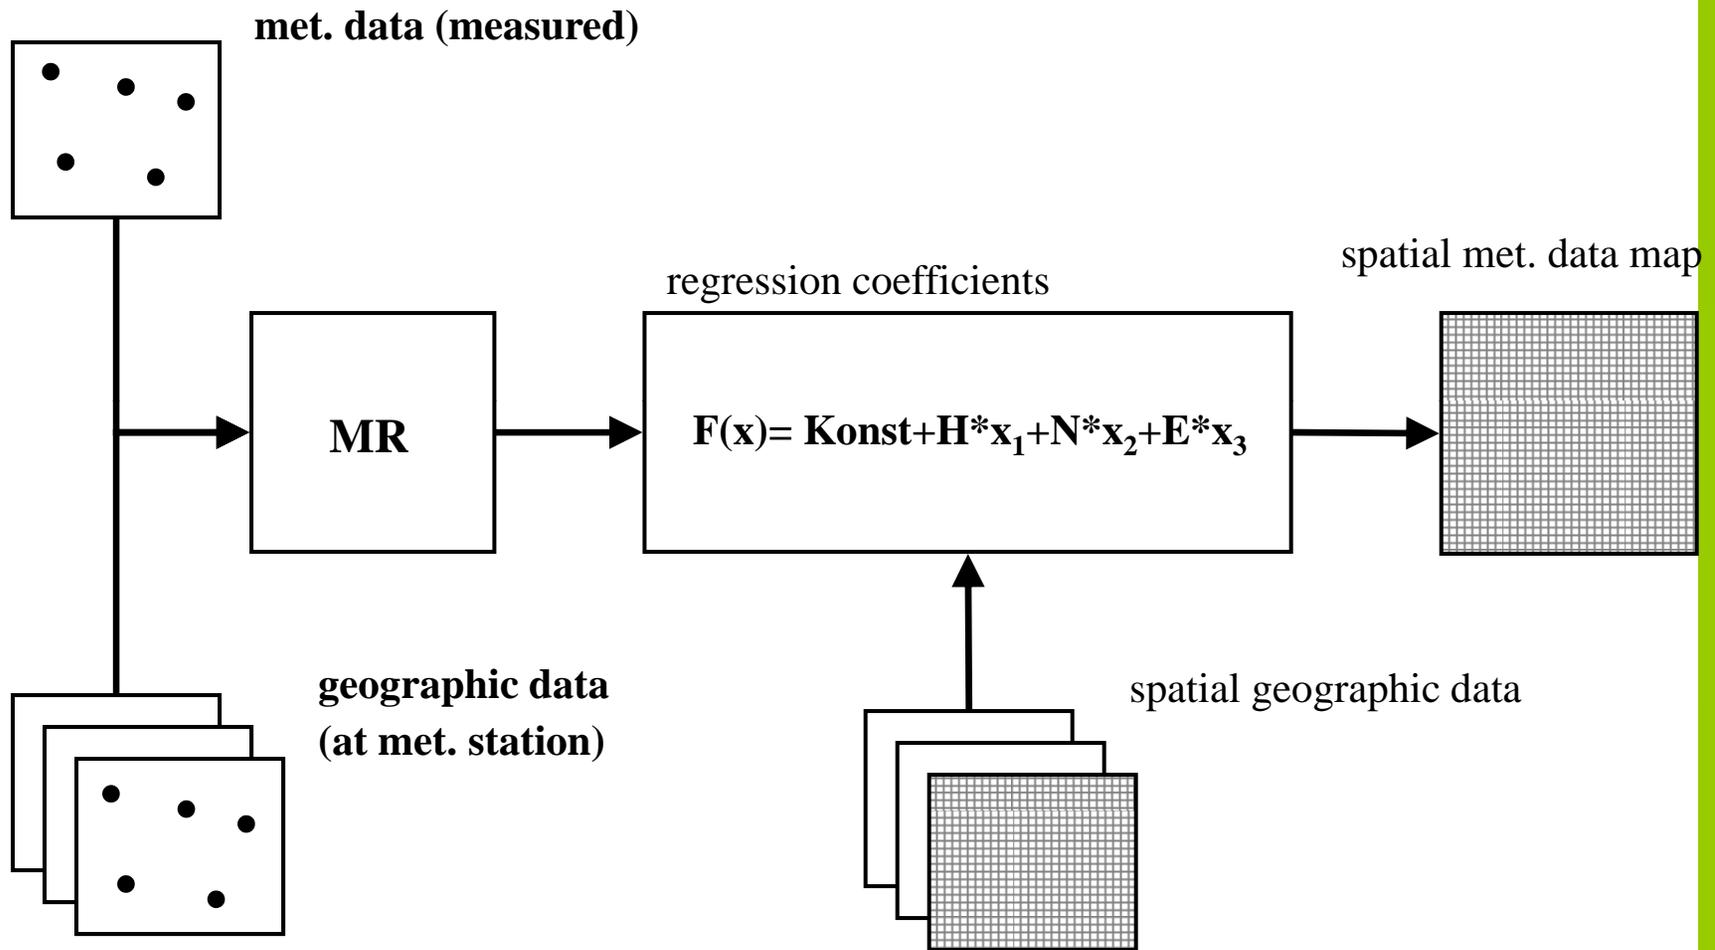 met. data (measured)
spatial met. data map
regression coefficients
MR
F(x)= Konst+H*x₁+N*x₂+E*x₃
geographic data
(at met. station)
spatial geographic data